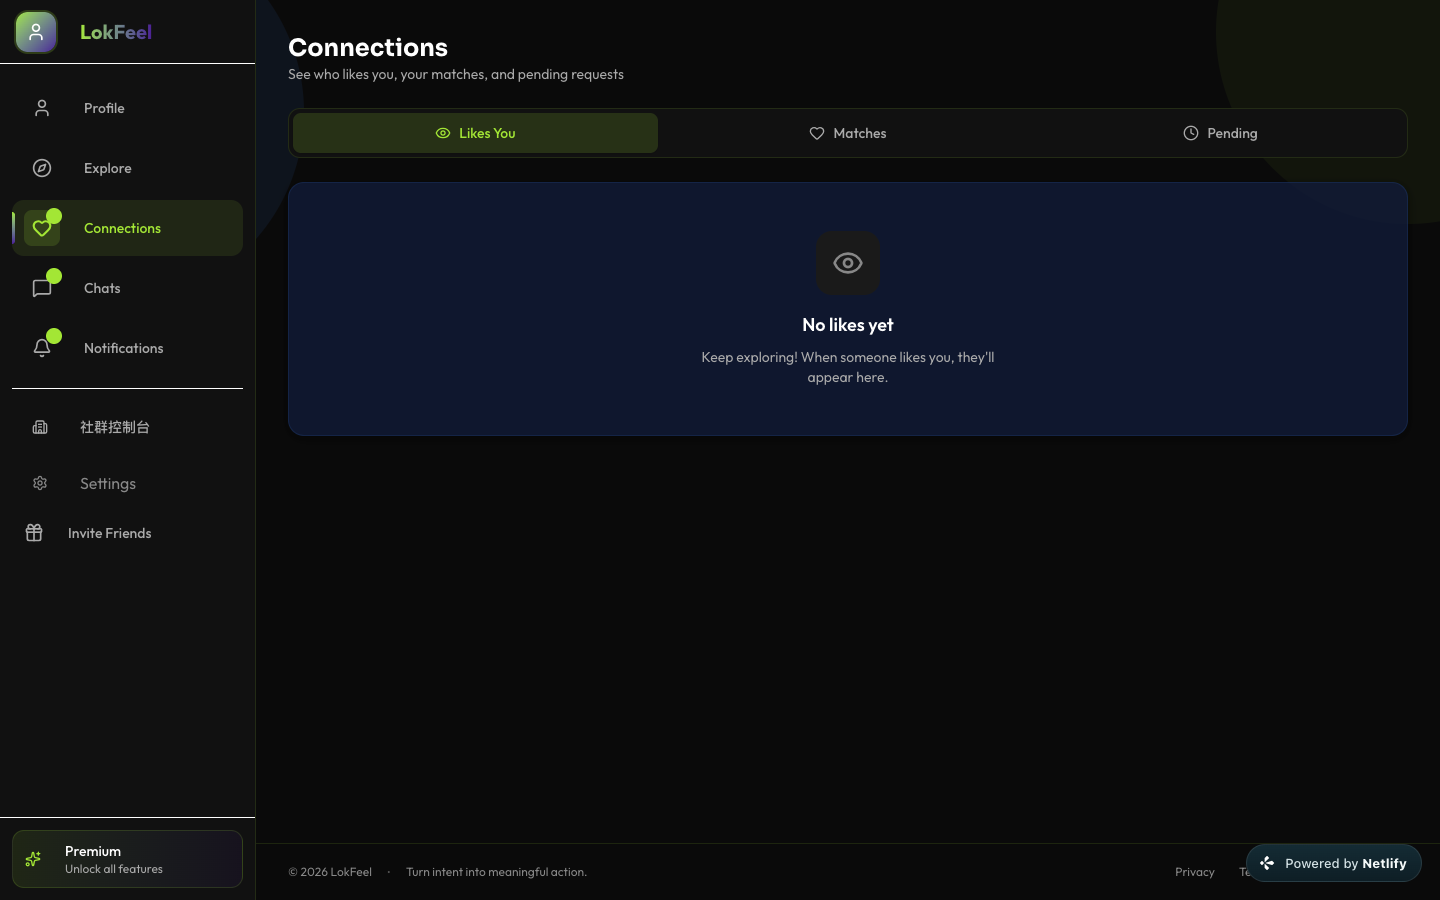 LokFeel
Profile
Explore
Connections
Chats
Notifications
社群控制台
Settings
Invite Friends
Premium
Unlock all features
Connections
See who likes you, your matches, and pending requests
Likes You
Matches
Pending
No likes yet
Keep exploring! When someone likes you, they'll
appear here.
© 2026 LokFeel · Turn intent into meaningful action.
Privacy
Powered by Netlify